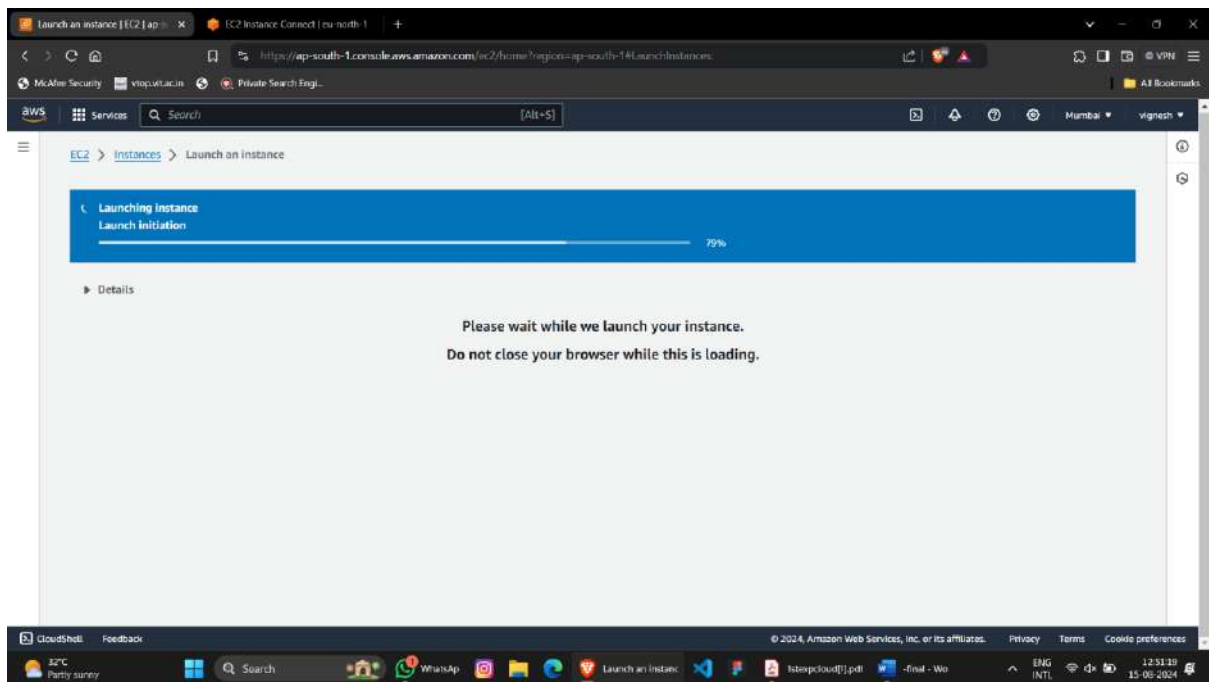 Launch an instance | EC2 | ap-s
EC2 Instance Connect | eu-north-1
https://ap-south-1.console.aws.amazon.com/ec2/home?region=ap-south-1#LaunchInstances:
VPN
McAfee Security vtop.vit.ac.in Private Search Engi...
All Bookmarks
aws Services Search [Alt+S] Mumbai vignesh
EC2 > Instances > Launch an instance
Launching instance
Launch initiation
79%
Details
Please wait while we launch your instance.
Do not close your browser while this is loading.
CloudShell Feedback © 2024, Amazon Web Services, Inc. or its affiliates. Privacy Terms Cookie preferences
32°C
Partly sunny
Search
WhatsAp
Launch an instanc
1stexpcloud[1].pdf
-final - Wo
ENG
INTL
12:51:19
15-08-2024